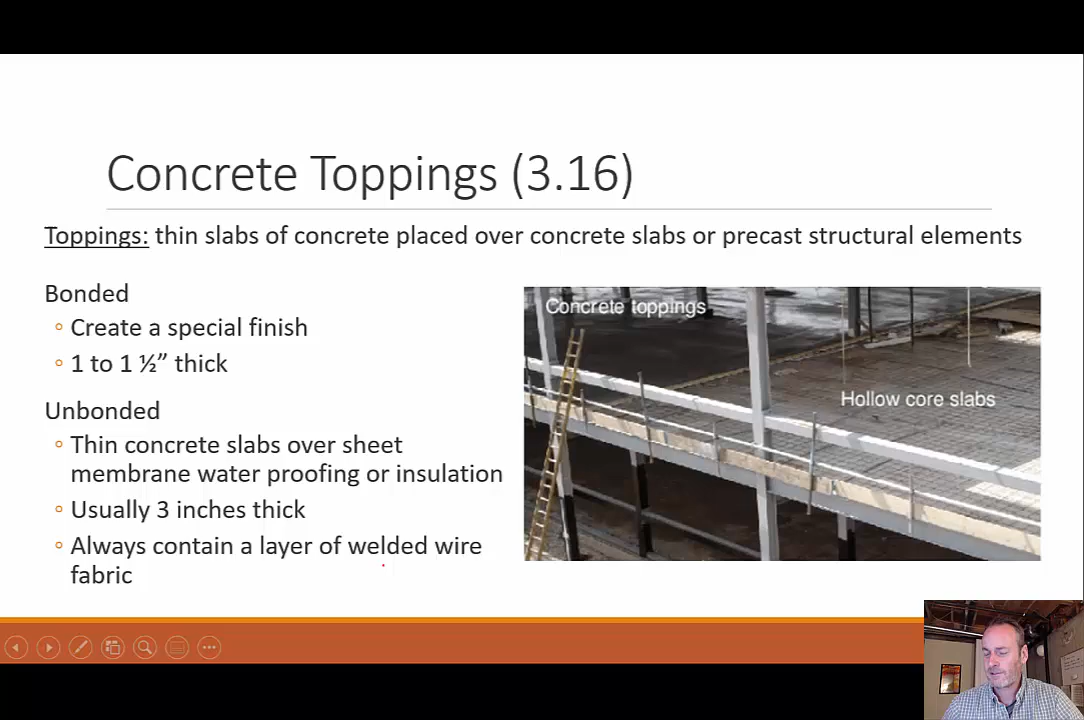 Concrete Toppings (3.16)
Toppings: thin slabs of concrete placed over concrete slabs or precast structural elements
Bonded
Create a special finish
1 to 1 ½” thick
Unbonded
Thin concrete slabs over sheet
membrane water proofing or insulation
Usually 3 inches thick
Always contain a layer of welded wire
fabric
Concrete toppings
Hollow core slabs